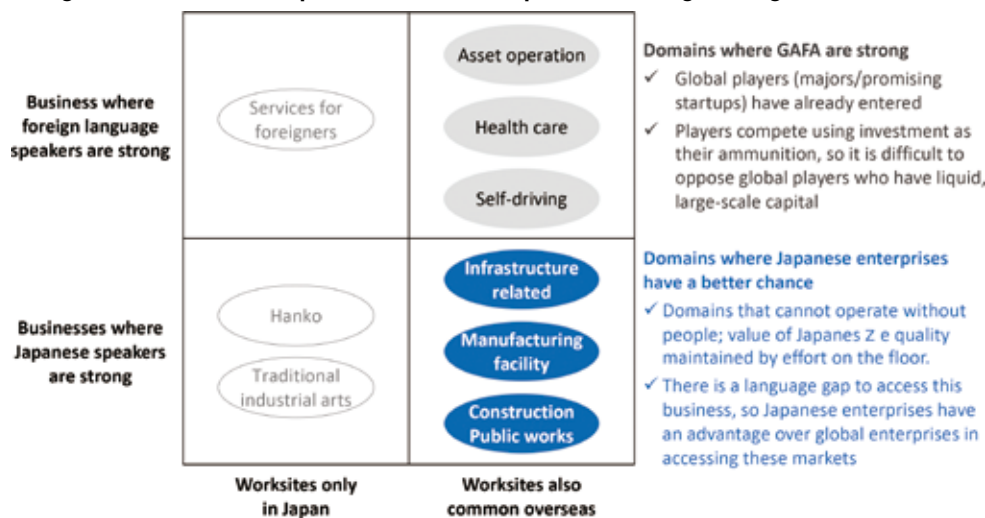 Asset operation
Domains where GAFA are strong
✓ Global players (majors/promising
startups) have already entered
✓ Players compete using investment as
their ammunition, so it is difficult to
oppose global players who have liquid,
large-scale capital
Business where
foreign language
speakers are strong
Services for
foreigners
Health care
Self-driving
Infrastructure
related
Domains where Japanese enterprises
have a better chance
✓ Domains that cannot operate without
people; value of Japanes Z e quality
maintained by effort on the floor.
✓ There is a language gap to access this
business, so Japanese enterprises have
an advantage over global enterprises in
accessing these markets
Businesses where
Japanese speakers
are strong
Hanko
Manufacturing
facility
Traditional
industrial arts
Construction
Public works
Worksites only
in Japan
Worksites also
common overseas